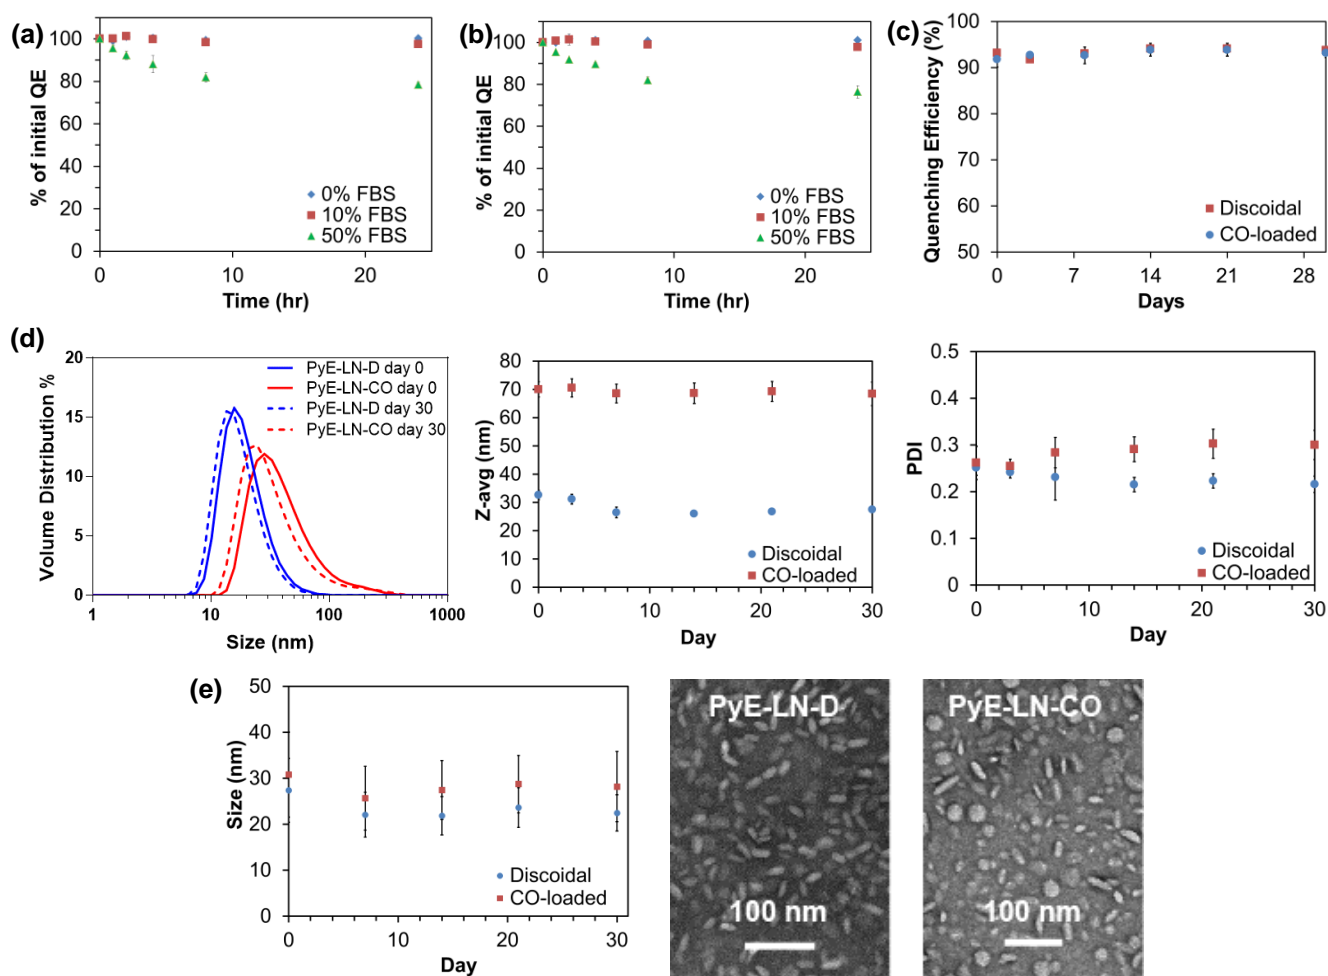 (a)
100
80
60
40
20
0
% of initial QE
0% FBS
10% FBS
50% FBS
0
10
20
Time (hr)
(b)
100
80
60
40
20
0
% of initial QE
0% FBS
10% FBS
50% FBS
0
10
20
Time (hr)
(c)
100
90
80
70
60
50
Quenching Efficiency (%)
Discoidal
CO-loaded
0
7
14
21
28
Days
(d)
20
15
10
5
0
Volume Distribution %
PyE-LN-D day 0
PyE-LN-CO day 0
PyE-LN-D day 30
PyE-LN-CO day 30
1
10
100
1000
Size (nm)
80
70
60
50
40
30
20
10
0
Z-avg (nm)
Discoidal
CO-loaded
0
10
20
30
Day
0.5
0.4
0.3
0.2
0.1
0
PDI
Discoidal
CO-loaded
0
10
20
30
Day
(e)
50
40
30
20
10
0
Size (nm)
Discoidal
CO-loaded
0
10
20
30
Day
PyE-LN-D
100 nm
PyE-LN-CO
100 nm